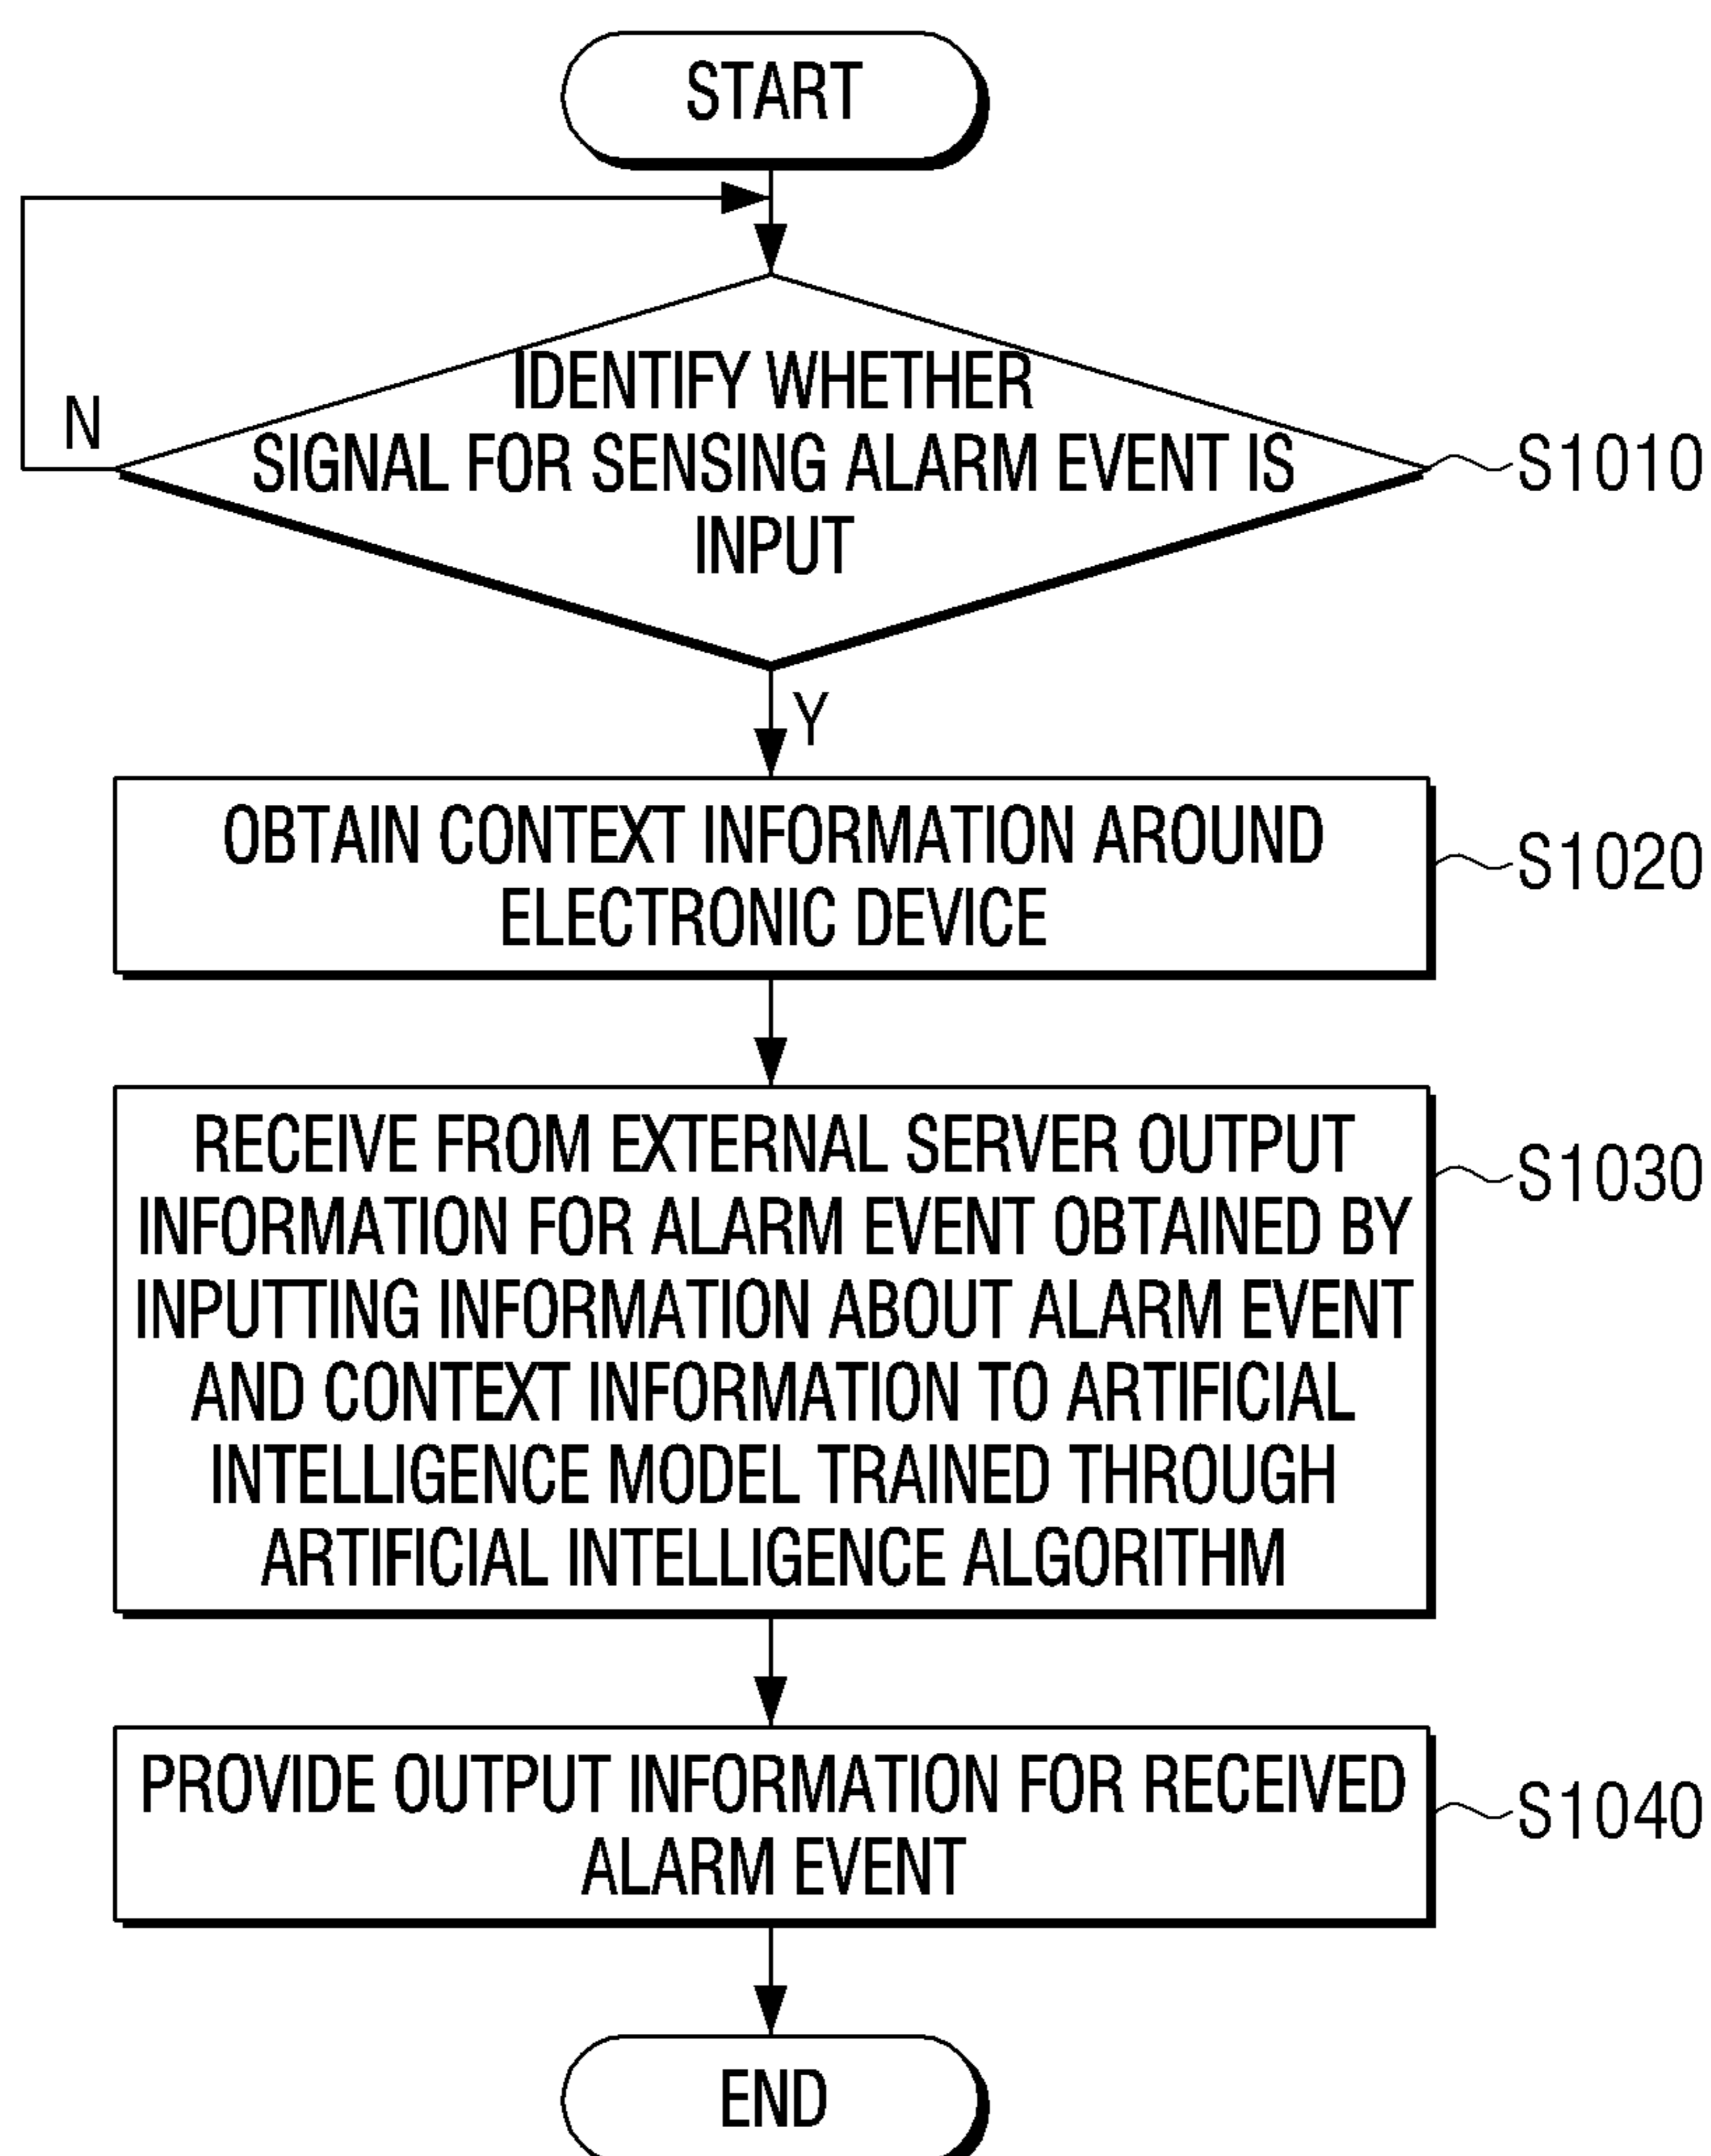 START
N
IDENTIFY WHETHER
SIGNAL FOR SENSING ALARM EVENT IS
INPUT
S1010
Y
OBTAIN CONTEXT INFORMATION AROUND
ELECTRONIC DEVICE
S1020
RECEIVE FROM EXTERNAL SERVER OUTPUT
INFORMATION FOR ALARM EVENT OBTAINED BY
INPUTTING INFORMATION ABOUT ALARM EVENT
AND CONTEXT INFORMATION TO ARTIFICIAL
INTELLIGENCE MODEL TRAINED THROUGH
ARTIFICIAL INTELLIGENCE ALGORITHM
S1030
PROVIDE OUTPUT INFORMATION FOR RECEIVED
ALARM EVENT
S1040
END